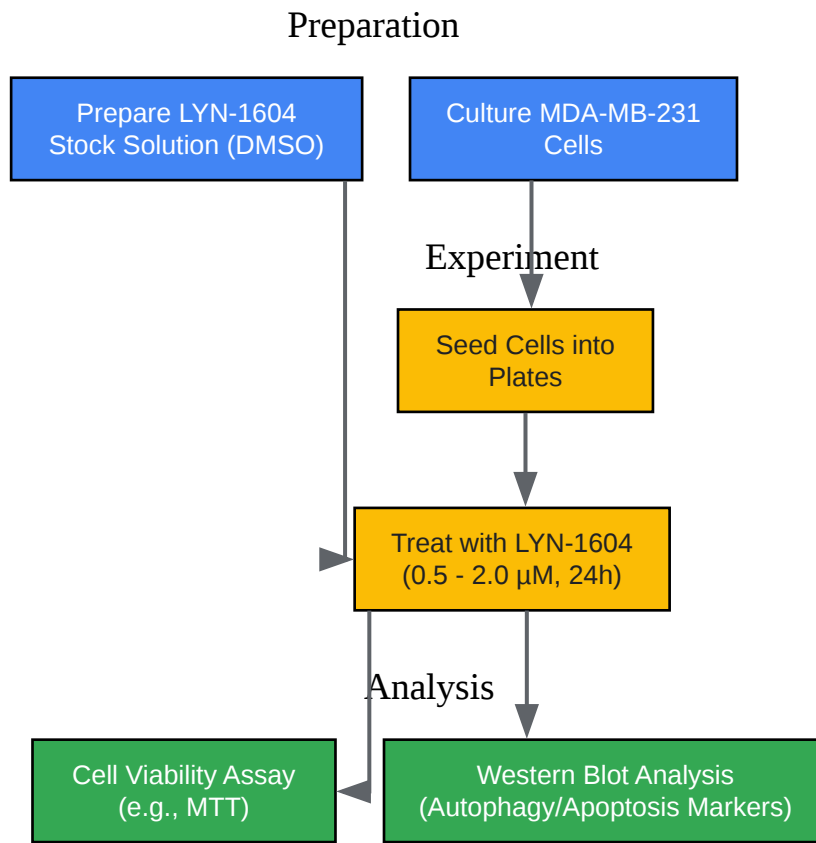 Preparation
Prepare LYN-1604
Stock Solution (DMSO)
Culture MDA-MB-231
Cells
Experiment
Seed Cells into
Plates
Treat with LYN-1604
(0.5 - 2.0 µM, 24h)
Analysis
Cell Viability Assay
(e.g., MTT)
Western Blot Analysis
(Autophagy/Apoptosis Markers)